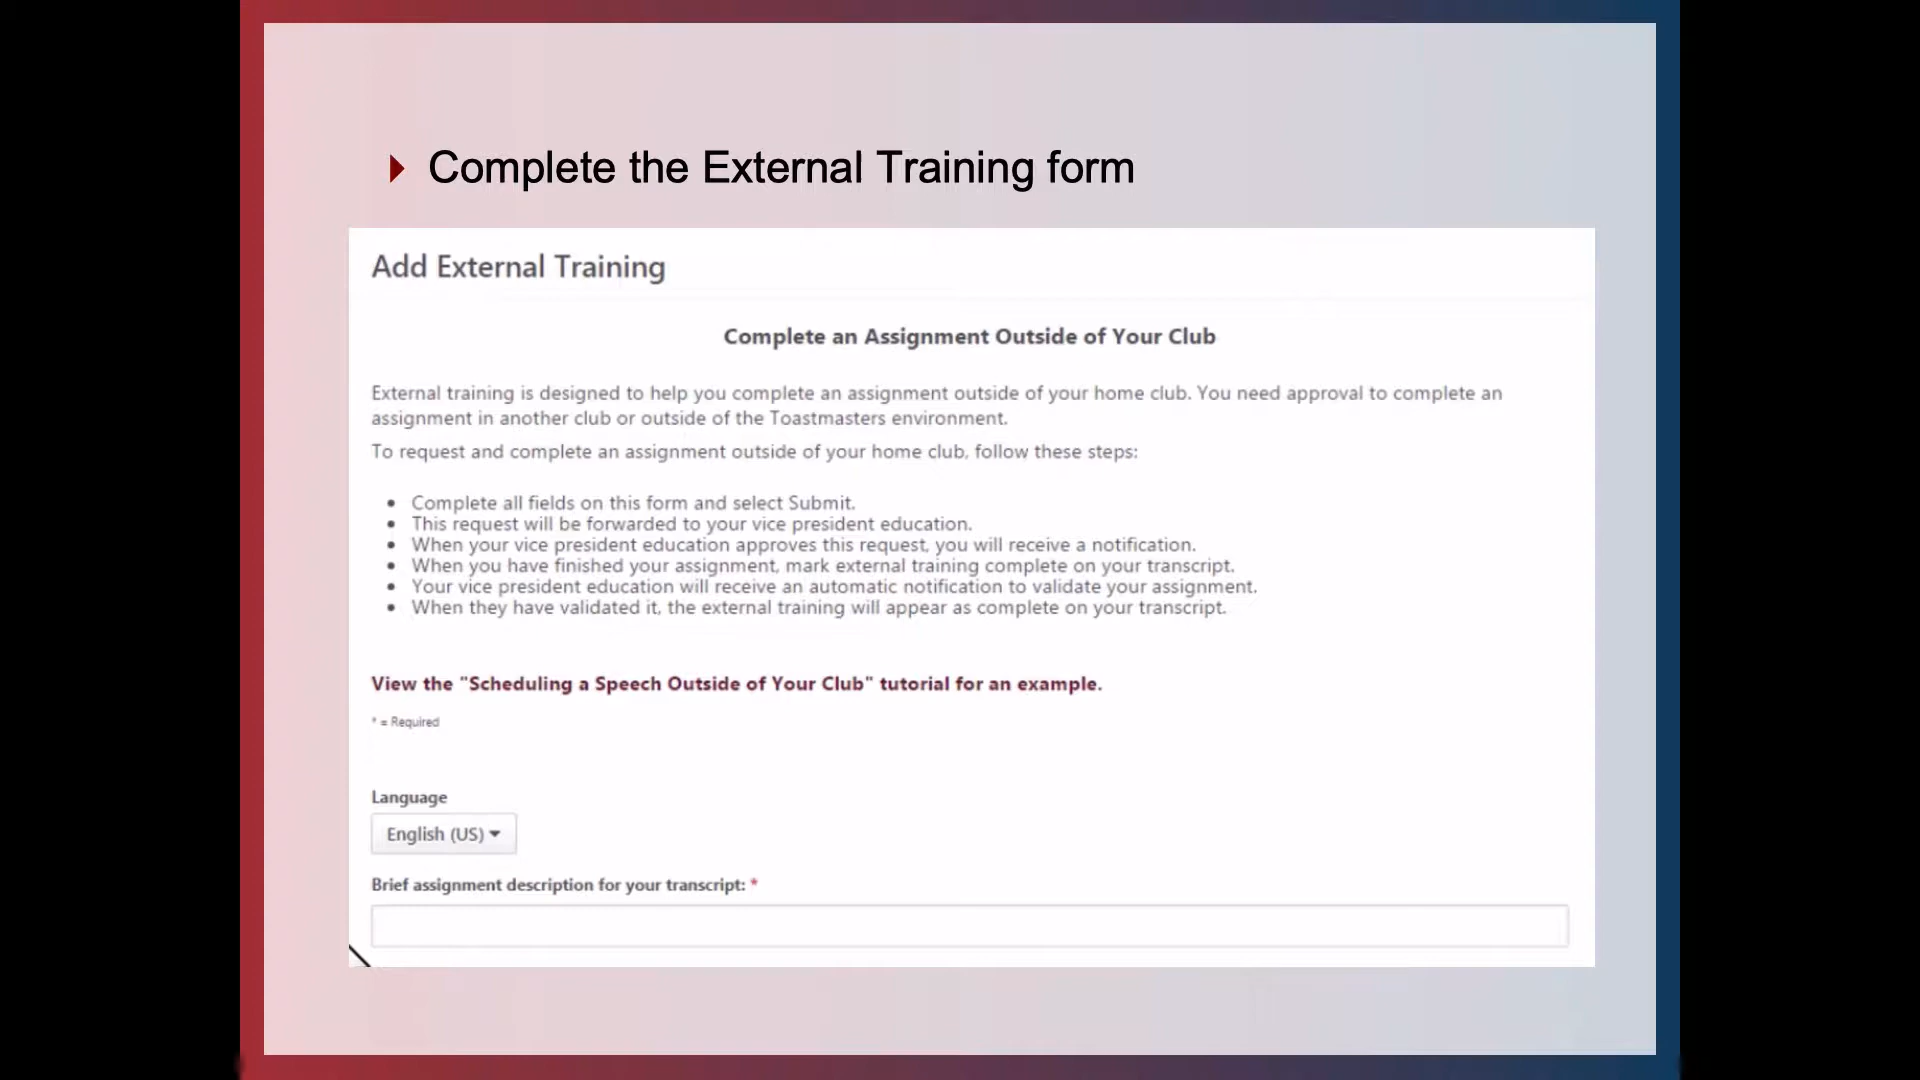 Complete the External Training form
Add External Training
Complete an Assignment Outside of Your Club
External training is designed to help you complete an assignment outside of your home club. You need approval to complete an
assignment in another club or outside of the Toastmasters environment.
To request and complete an assignment outside of your home club, follow these steps:
• Complete all fields on this form and select Submit.
• This request will be forwarded to your vice president education.
• When your vice president education approves this request, you will receive a notification.
• When you have finished your assignment, mark external training complete on your transcript.
• Your vice president education will receive an automatic notification to validate your assignment.
• When they have validated it, the external training will appear as complete on your transcript.
View the "Scheduling a Speech Outside of Your Club" tutorial for an example.
* = Required
Language
English (US)
Brief assignment description for your transcript: *